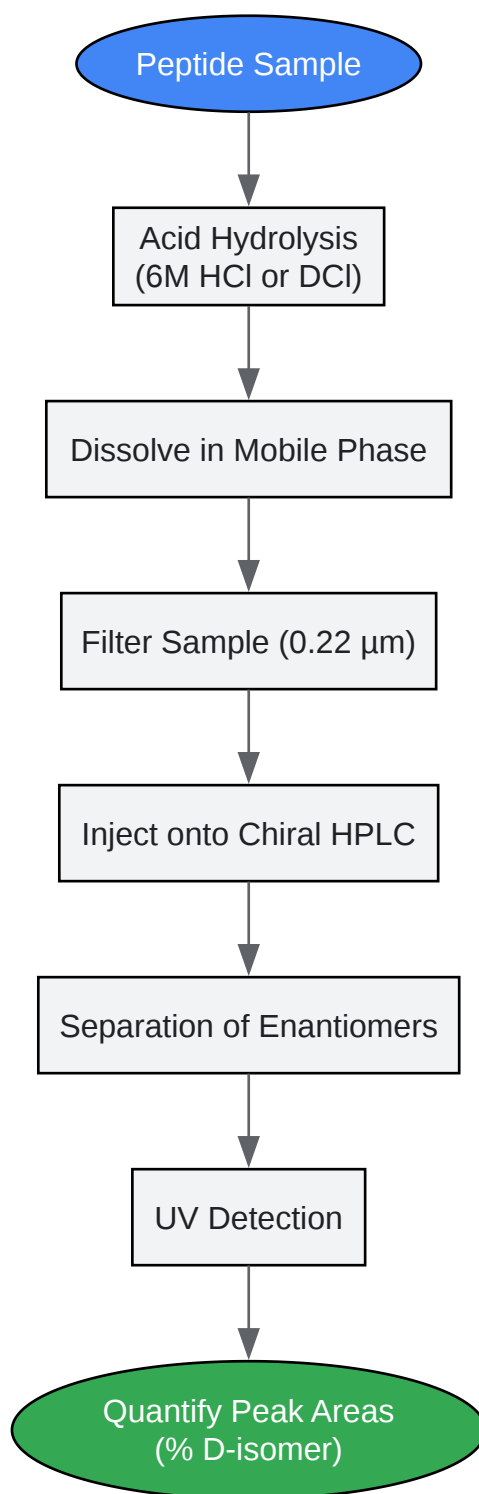 Peptide Sample
Acid Hydrolysis
(6M HCl or DCl)
Dissolve in Mobile Phase
Filter Sample (0.22 µm)
Inject onto Chiral HPLC
Separation of Enantiomers
UV Detection
Quantify Peak Areas
(% D-isomer)